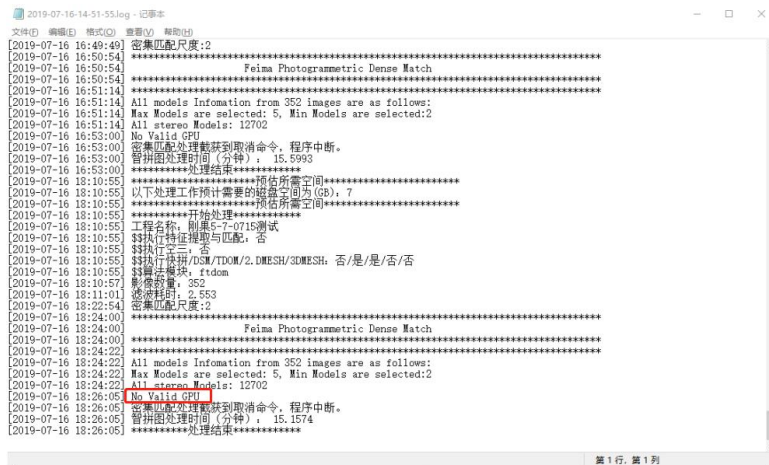 2019-07-16-14-51-55.log - 记事本
文件(F) 编辑(E) 格式(O) 查看(V) 帮助(H)
[2019-07-16 16:49:49] 密集匹配尺度:2
[2019-07-16 16:50:54] **********************************************************************************
[2019-07-16 16:50:54] Feima Photogrammetric Dense Match
[2019-07-16 16:50:54] **********************************************************************************
[2019-07-16 16:51:14] **********************************************************************************
[2019-07-16 16:51:14] All models Infomation from 352 images are as follows:
[2019-07-16 16:51:14] Max Models are selected: 5, Min Models are selected:2
[2019-07-16 16:51:14] All stereo Models: 12702
[2019-07-16 16:53:00] No Valid GPU
[2019-07-16 16:53:00] 密集匹配处理截获到取消命令，程序中断。
[2019-07-16 16:53:00] 智拼图处理时间（分钟）： 15.5993
[2019-07-16 16:53:00] **********处理结束************
[2019-07-16 18:10:55] **********************预估所需空间************************
[2019-07-16 18:10:55] 以下处理工作预计需要的磁盘空间为(GB)：7
[2019-07-16 18:10:55] **********************预估所需空间************************
[2019-07-16 18:10:55] **********开始处理************
[2019-07-16 18:10:55] 工程名称：刚果5-7-0715测试
[2019-07-16 18:10:55] $$执行特征提取与匹配：否
[2019-07-16 18:10:55] $$执行空三：否
[2019-07-16 18:10:55] $$执行快拼/DSM/TDOM/2.DMESH/3DMESH：否/是/是/否/否
[2019-07-16 18:10:55] $$算法模块：ftdom
[2019-07-16 18:10:57] 影像数量：352
[2019-07-16 18:11:01] 滤波耗时：2.553
[2019-07-16 18:22:54] 密集匹配尺度:2
[2019-07-16 18:24:00] **********************************************************************************
[2019-07-16 18:24:00] Feima Photogrammetric Dense Match
[2019-07-16 18:24:00] **********************************************************************************
[2019-07-16 18:24:22] **********************************************************************************
[2019-07-16 18:24:22] All models Infomation from 352 images are as follows:
[2019-07-16 18:24:22] Max Models are selected: 5, Min Models are selected:2
[2019-07-16 18:24:22] All stereo Models: 12702
[2019-07-16 18:26:05] No Valid GPU
[2019-07-16 18:26:05] 密集匹配处理截获到取消命令，程序中断。
[2019-07-16 18:26:05] 智拼图处理时间（分钟）： 15.1574
[2019-07-16 18:26:05] **********处理结束************
第 1 行，第 1 列